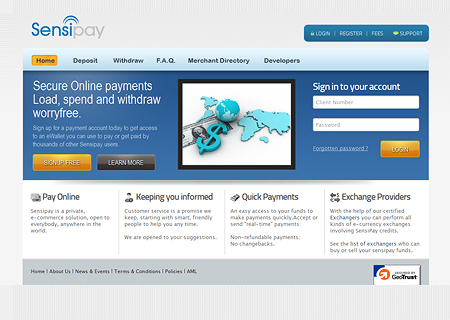 Sensipay
LOGIN | REGISTER | FEES SUPPORT
Home Deposit Withdraw F.A.Q. Merchant Directory Developers
Secure Online payments
Load, spend and withdraw
worryfree.
Sign up for a payment account today to get access
to an eWallet you can use to pay or get paid by
thousands of other Sensipay users.
SIGN UP FREE LEARN MORE
Sign in to your account
Client Number
Password
Forgotten password ?
LOGIN
Pay Online
Sensipay is a private,
e-commerce solution, open to
everybody, anywhere in the
world.
Keeping you informed
Customer service is a promise we
keep, starting with smart, friendly
people to help you any time.
We are opened to your suggestions.
Quick Payments
An easy access to your funds to
make payments quickly.Accept or
send "real-time" payments:
Non-refundable payments:
No changebacks.
Exchange Providers
With the help of our certified
Exchangers you can perform all
kinds of e-currency exchanges
involving SensiPay credits.
See the list of exchangers who can
buy or sell your sensipay funds.
Home | About Us | News & Events | Terms & Conditions | Policies | AML
SECURED BY
GeoTrust